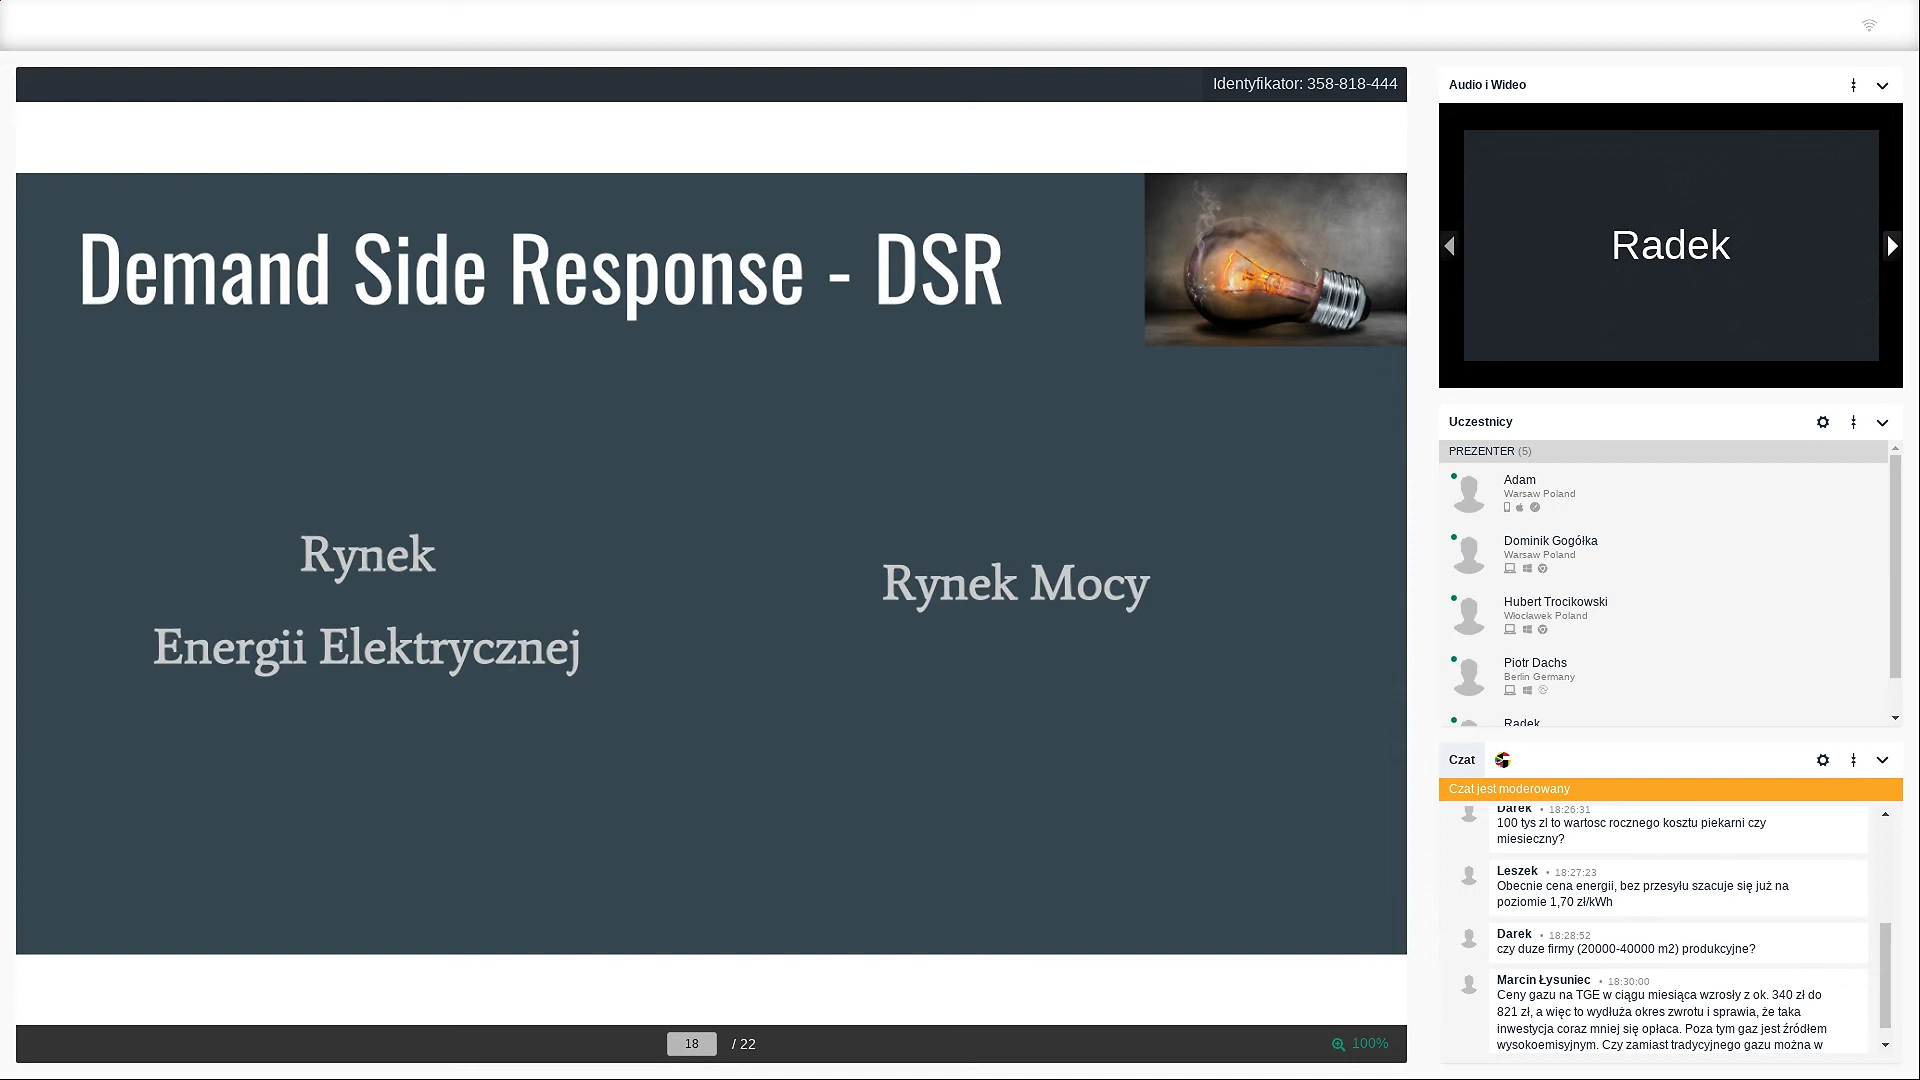 Identyfikator: 358-818-444
Demand Side Response - DSR
Rynek
Energii Elektrycznej
Rynek Mocy
18 / 22
100%
Audio i Wideo
Radek
Uczestnicy
PREZENTER (5)
Adam
Warsaw Poland
Dominik Gogółka
Warsaw Poland
Hubert Trocikowski
Włocławek Poland
Piotr Dachs
Berlin Germany
Radek
Czat
Czat jest moderowany
Darek • 18:26:31
100 tys zl to wartosc rocznego kosztu piekarni czy
miesieczny?
Leszek • 18:27:23
Obecnie cena energii, bez przesyłu szacuje się już na
poziomie 1,70 zł/kWh
Darek • 18:28:52
czy duze firmy (20000-40000 m2) produkcyjne?
Marcin Łysuniec • 18:30:00
Ceny gazu na TGE w ciągu miesiąca wzrosły z ok. 340 zł do
821 zł, a więc to wydłuża okres zwrotu i sprawia, że taka
inwestycja coraz mniej się opłaca. Poza tym gaz jest źródłem
wysokoemisyjnym. Czy zamiast tradycyjnego gazu można w